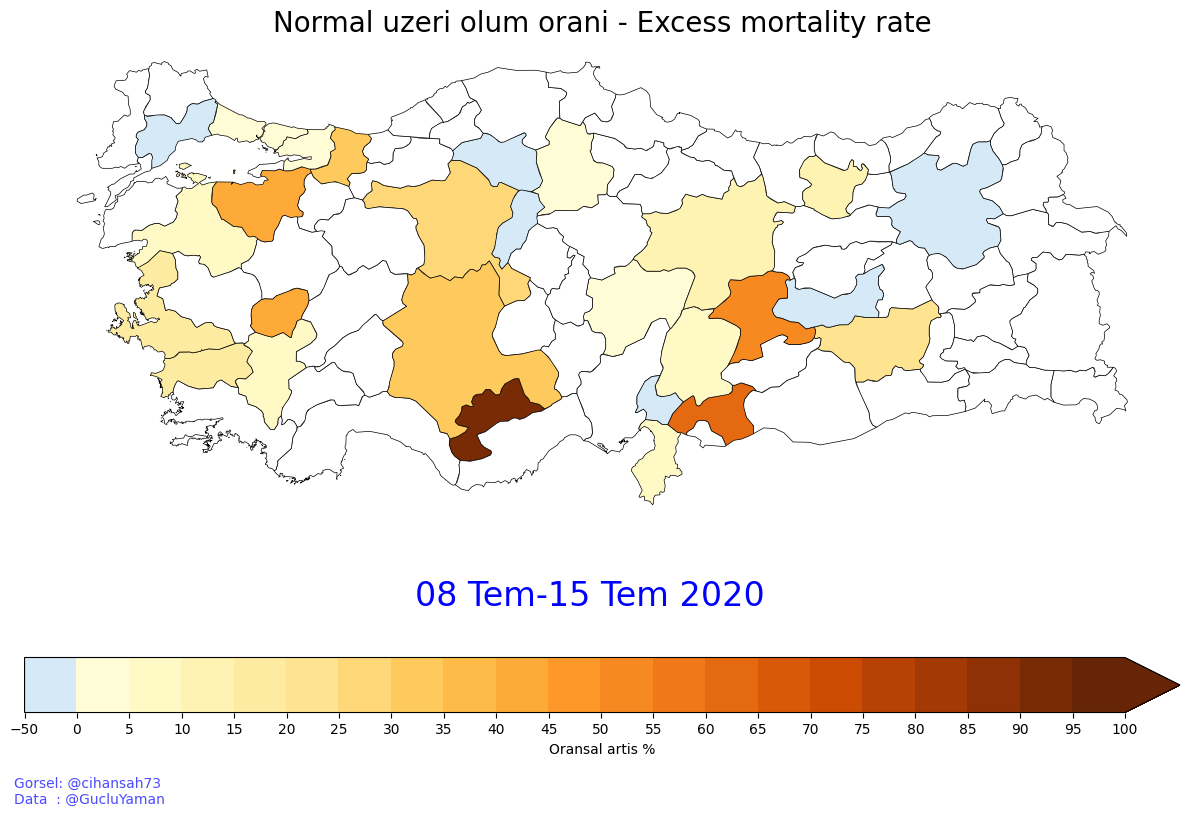 Normal uzeri olum orani - Excess mortality rate
08 Tem-15 Tem 2020
−50 0 5 10 15 20 25 30 35 40 45 50 55 60 65 70 75 80 85 90 95 100
Oransal artis %
Gorsel: @cihansah73
Data  : @GucluYaman